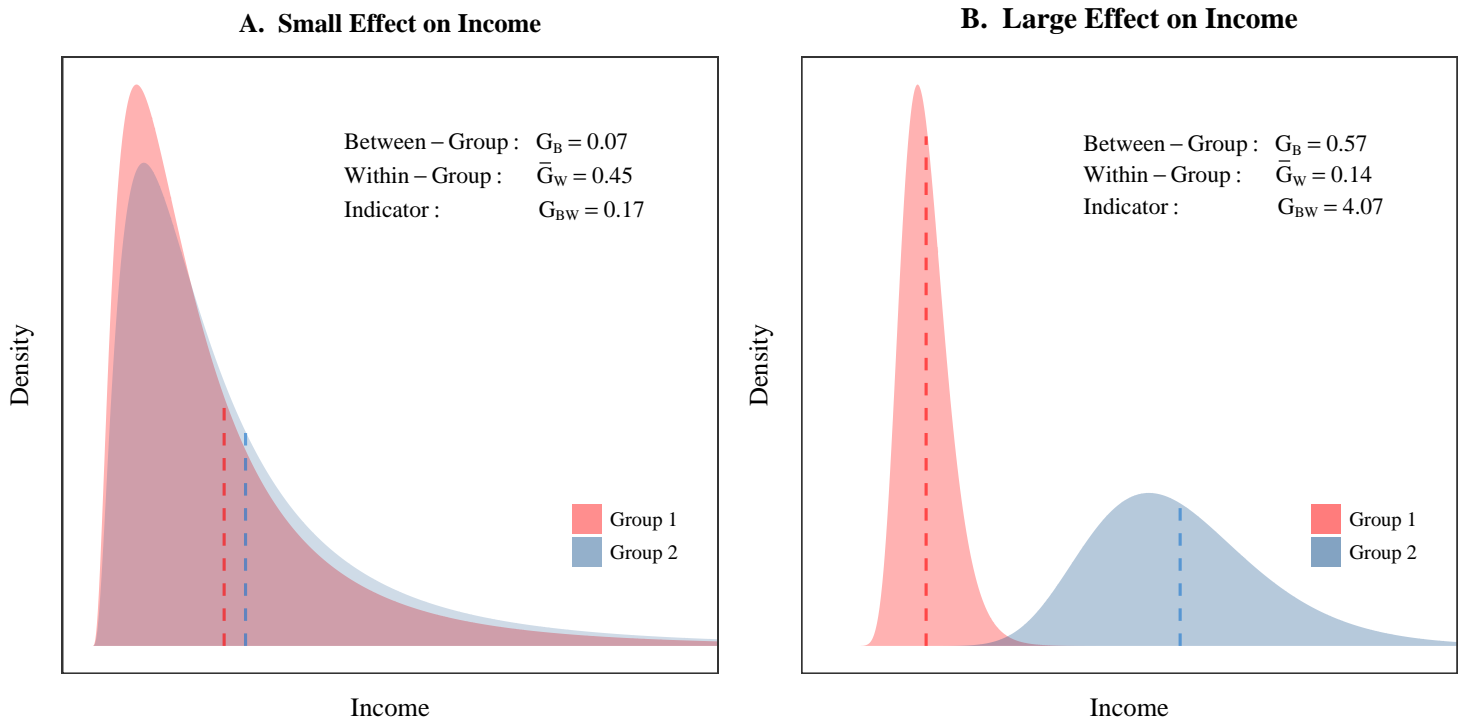 A. Small Effect on Income
Between – Group : G_B = 0.07
Within – Group : G̅_W = 0.45
Indicator : G_BW = 0.17
Density
Group 1
Group 2
Income
B. Large Effect on Income
Between – Group : G_B = 0.57
Within – Group : G̅_W = 0.14
Indicator : G_BW = 4.07
Density
Group 1
Group 2
Income